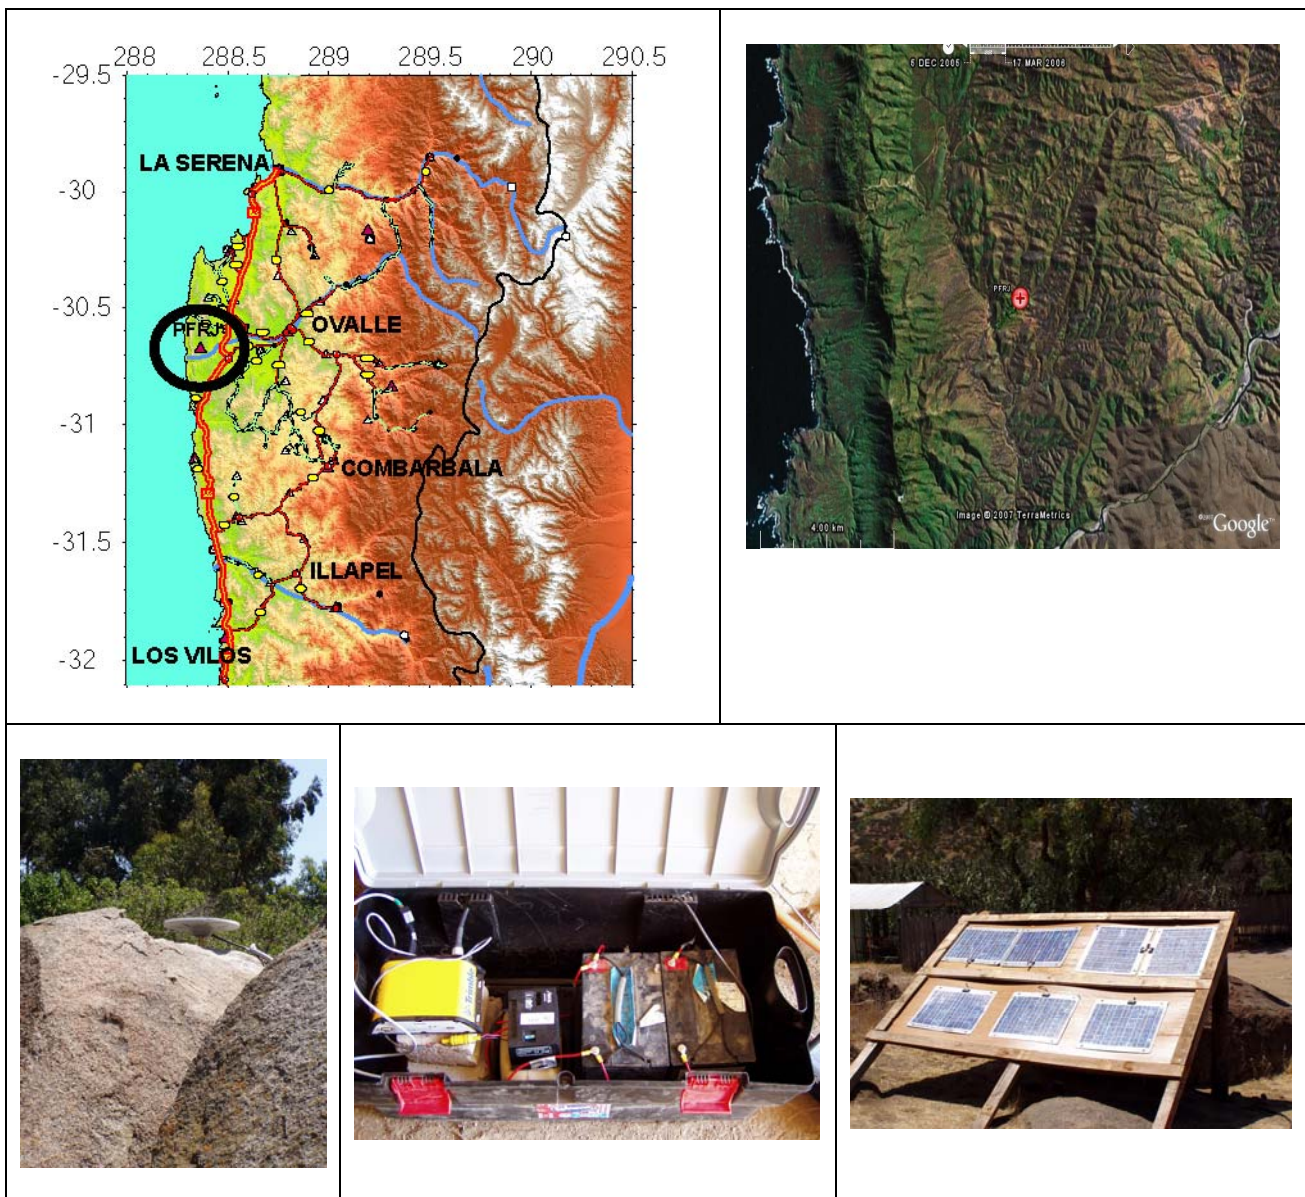 288 288.5 289 289.5 290 290.5
-29.5
LA SERENA
-30
-30.5
PFRJ
OVALLE
-31
COMBARBALA
-31.5
ILLAPEL
LOS VILOS
-32
5 DEC 2005 17 MAR 2006
PFRJ
Image © 2007 TerraMetrics
4.00 km
Google
Trimble